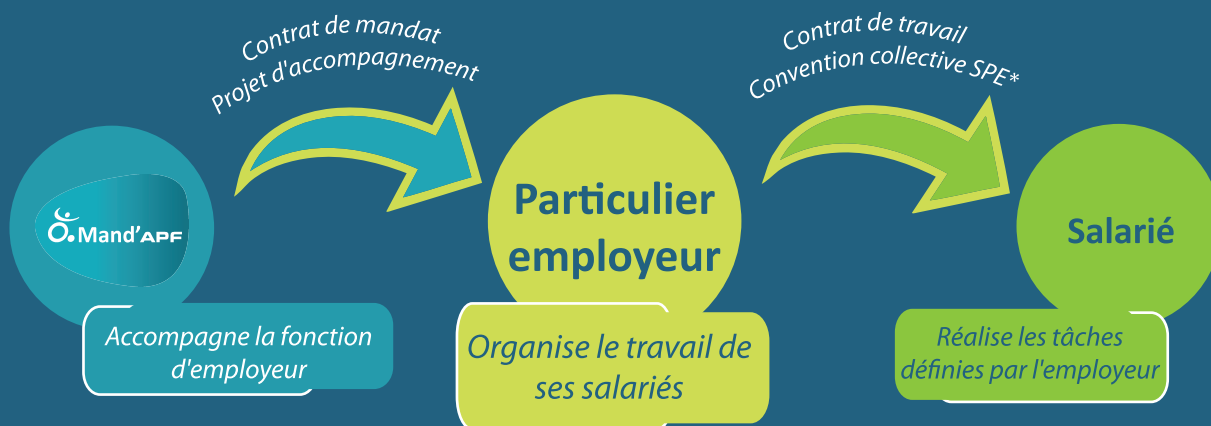 Contrat de mandat
Projet d'accompagnement
Contrat de travail
Convention collective SPE*
Mand'APF
Particulier
employeur
Salarié
Accompagne la fonction
d'employeur
Organise le travail de
ses salariés
Réalise les tâches
définies par l'employeur